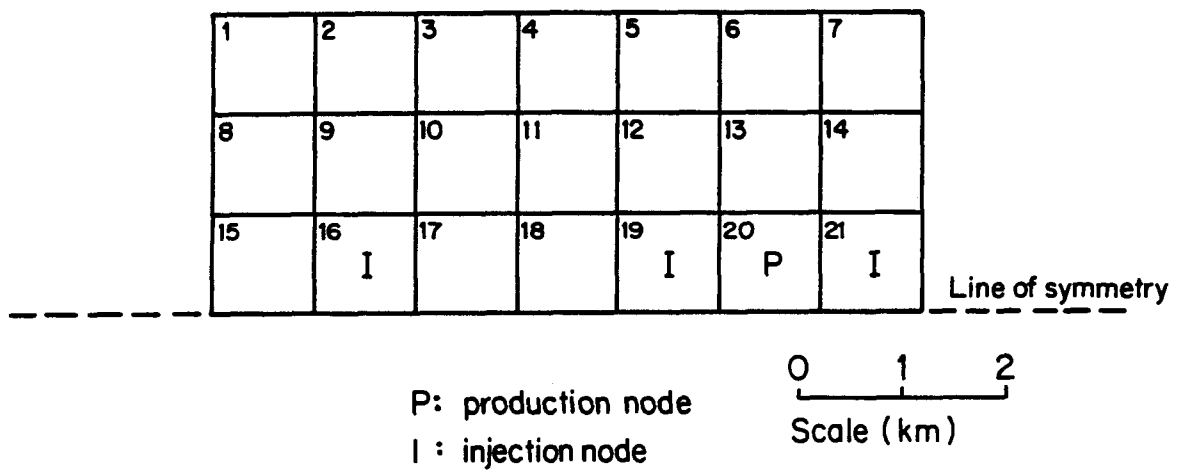 1 2 3 4 5 6 7
8 9 10 11 12 13 14
15 16 17 18 19 20 21
I I P I
Line of symmetry
0 1 2
P: production node
Scale (km)
I : injection node